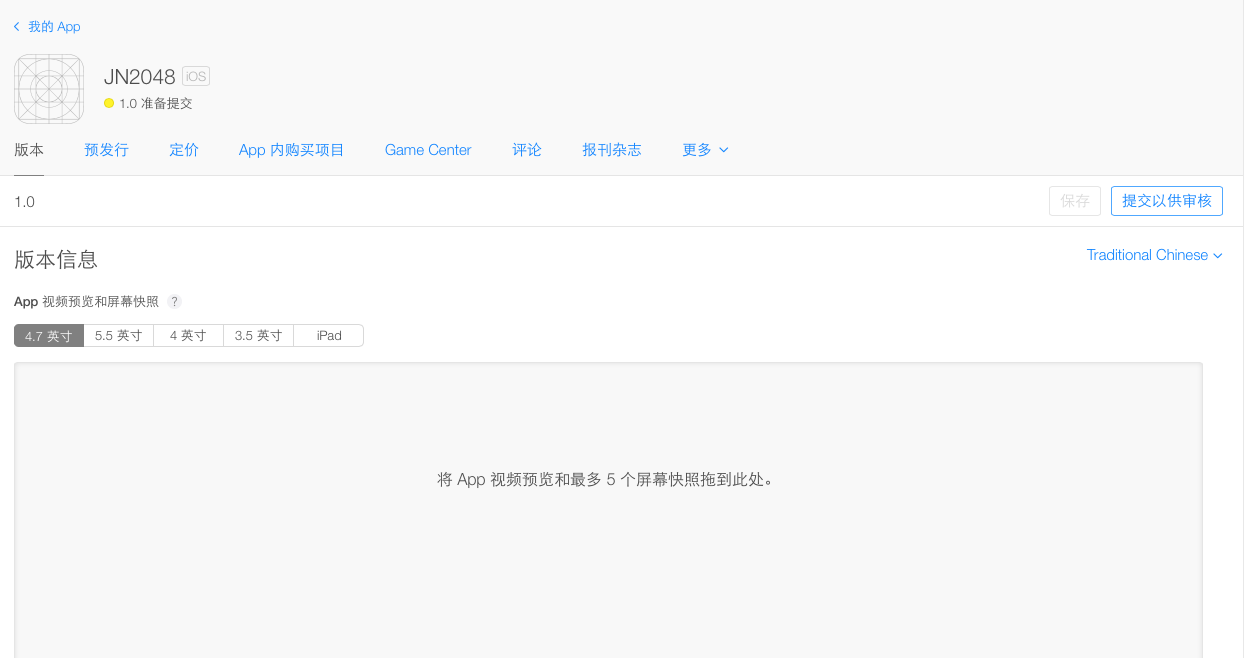 我的 App
JN2048 iOS
1.0 准备提交
版本 预发行 定价 App 内购买项目 Game Center 评论 报刊杂志 更多
1.0 保存 提交以供审核
版本信息 Traditional Chinese
App 视频预览和屏幕快照 ?
4.7 英寸 5.5 英寸 4 英寸 3.5 英寸 iPad
将 App 视频预览和最多 5 个屏幕快照拖到此处。